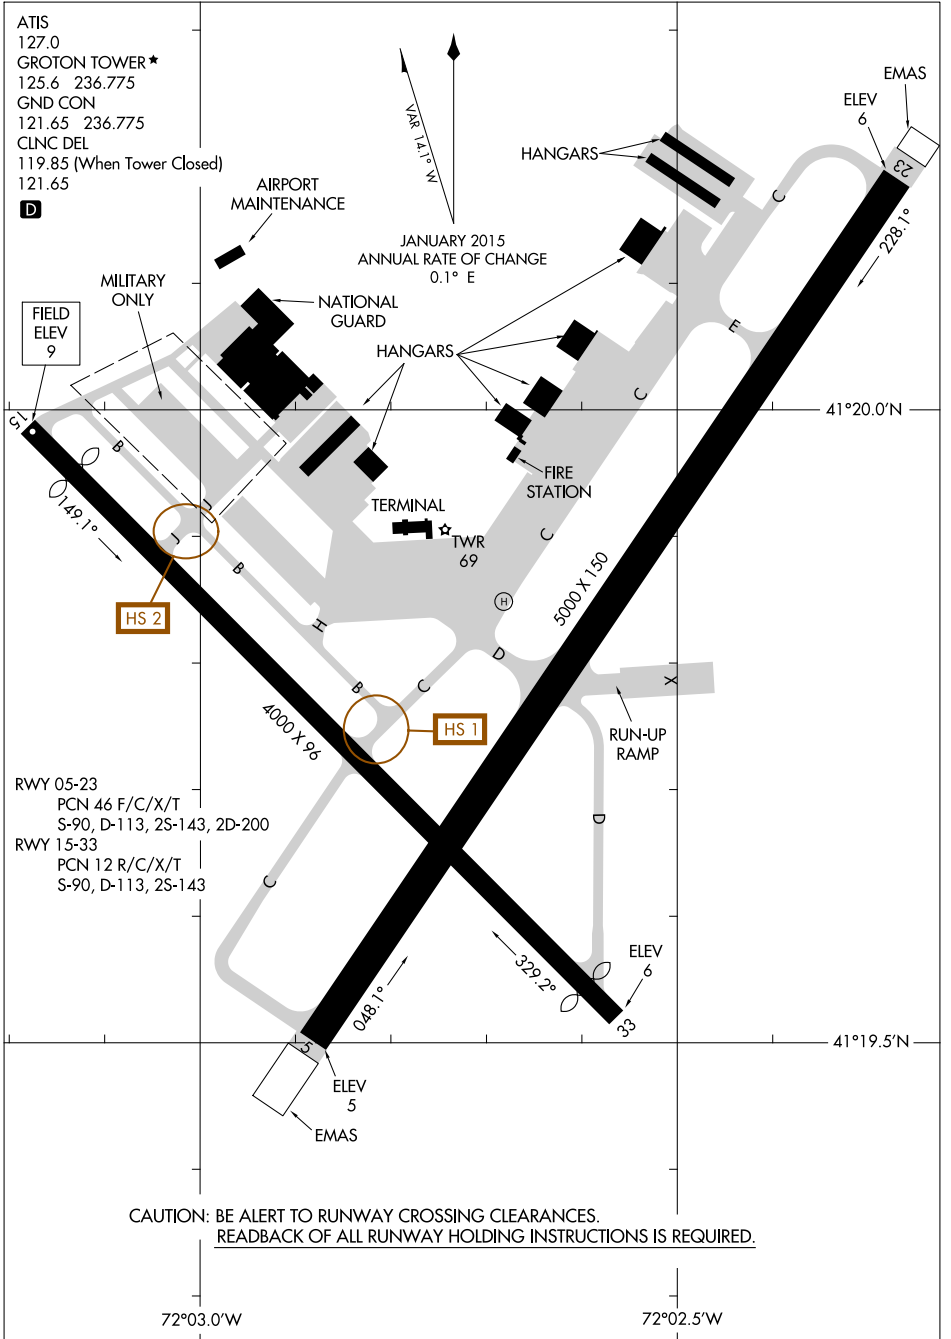 ATIS
127.0
GROTON TOWER★
125.6 236.775
GND CON
121.65 236.775
CLNC DEL
119.85 (When Tower Closed)
121.65
D
VAR 14.1° W
JANUARY 2015
ANNUAL RATE OF CHANGE
0.1° E
EMAS
ELEV
6
23
228.1°
HANGARS
C
E
AIRPORT
MAINTENANCE
MILITARY
ONLY
NATIONAL
GUARD
HANGARS
FIELD
ELEV
9
15
149.1°
B
C
41°20.0'N
FIRE
STATION
TERMINAL
TWR
69
J
J
HS 2
B
H
C
H
5000 X 150
D
B
C
HS 1
X
RUN-UP
RAMP
4000 X 96
RWY 05-23
PCN 46 F/C/X/T
S-90, D-113, 2S-143, 2D-200
RWY 15-33
PCN 12 R/C/X/T
S-90, D-113, 2S-143
D
C
329.2°
ELEV
6
33
048.1°
5
41°19.5'N
ELEV
5
EMAS
CAUTION: BE ALERT TO RUNWAY CROSSING CLEARANCES.
READBACK OF ALL RUNWAY HOLDING INSTRUCTIONS IS REQUIRED.
72°03.0'W
72°02.5'W